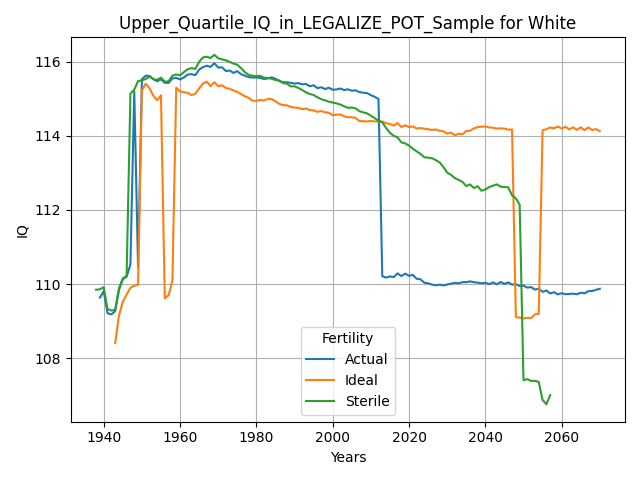 Upper_Quartile_IQ_in_LEGALIZE_POT_Sample for White
IQ
116
114
112
110
108
Fertility
Actual
Ideal
Sterile
1940
1960
1980
2000
2020
2040
2060
Years